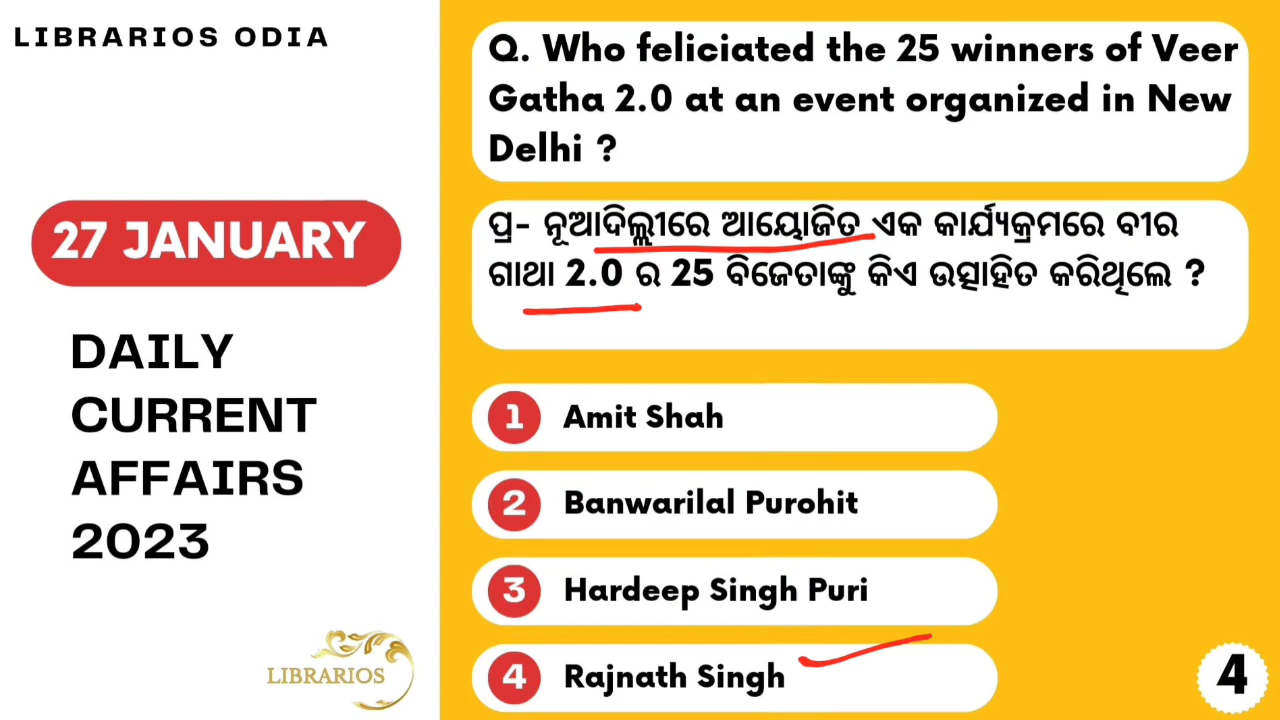 LIBRARIOS ODIA
27 JANUARY
DAILY
CURRENT
AFFAIRS
2023
LIBRARIOS
Q. Who feliciated the 25 winners of Veer
Gatha 2.0 at an event organized in New
Delhi ?
ପ୍ର- ନୂଆଦିଲ୍ଲୀରେ ଆୟୋଜିତ ଏକ କାର୍ଯ୍ୟକ୍ରମରେ ବୀର
ଗାଥା 2.0 ର 25 ବିଜେତାଙ୍କୁ କିଏ ଉତ୍ସାହିତ କରିଥିଲେ ?
1 Amit Shah
2 Banwarilal Purohit
3 Hardeep Singh Puri
4 Rajnath Singh
4